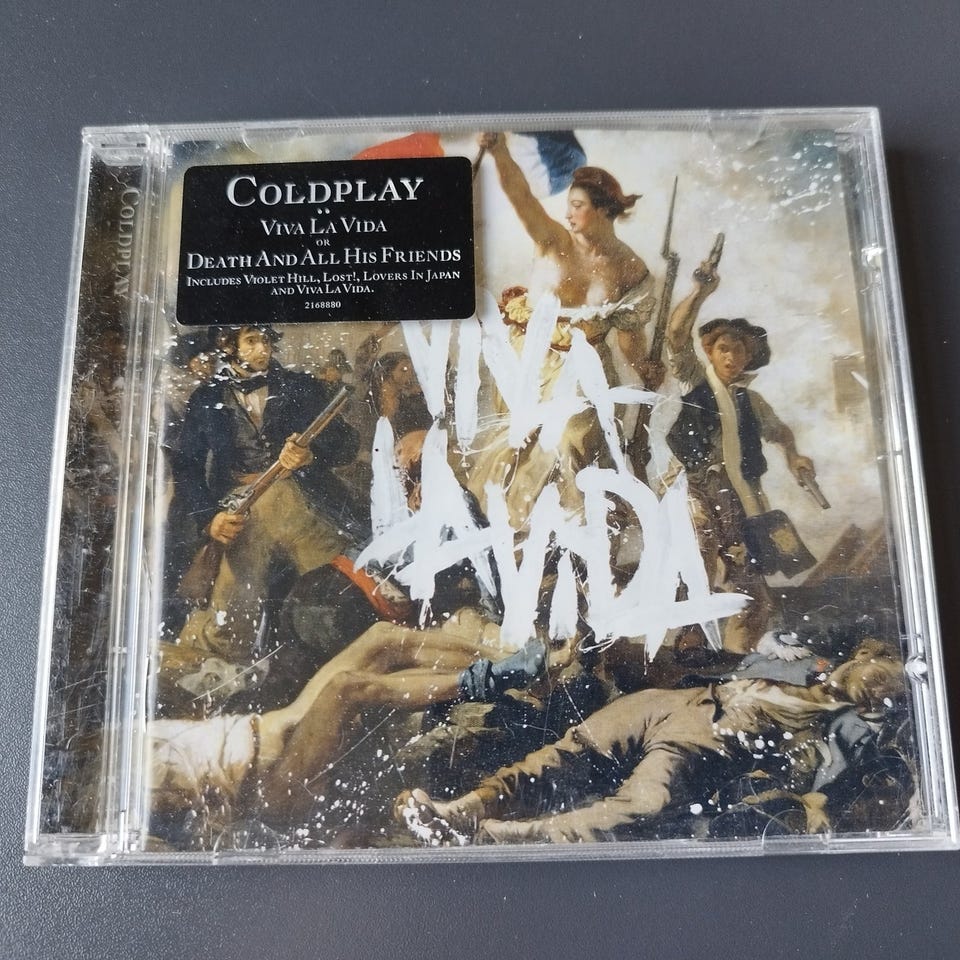 COLDPLAY
COLDPLAY
VIVA LA VIDA
OR
DEATH AND ALL HIS FRIENDS
INCLUDES VIOLET HILL, LOST!, LOVERS IN JAPAN
AND VIVA LA VIDA.
2168880
VIVA
LA VIDA